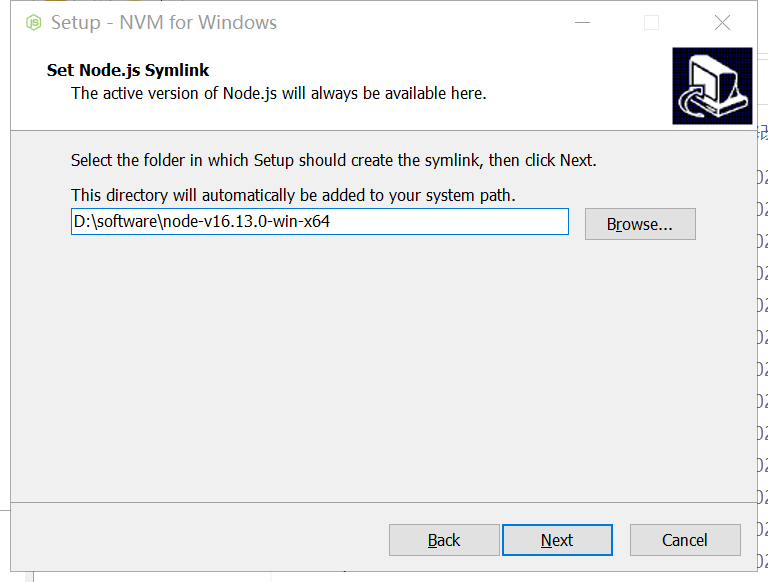 Setup - NVM for Windows
Set Node.js Symlink
The active version of Node.js will always be available here.
Select the folder in which Setup should create the symlink, then click Next.
This directory will automatically be added to your system path.
D:\software\node-v16.13.0-win-x64
Browse...
Back
Next
Cancel